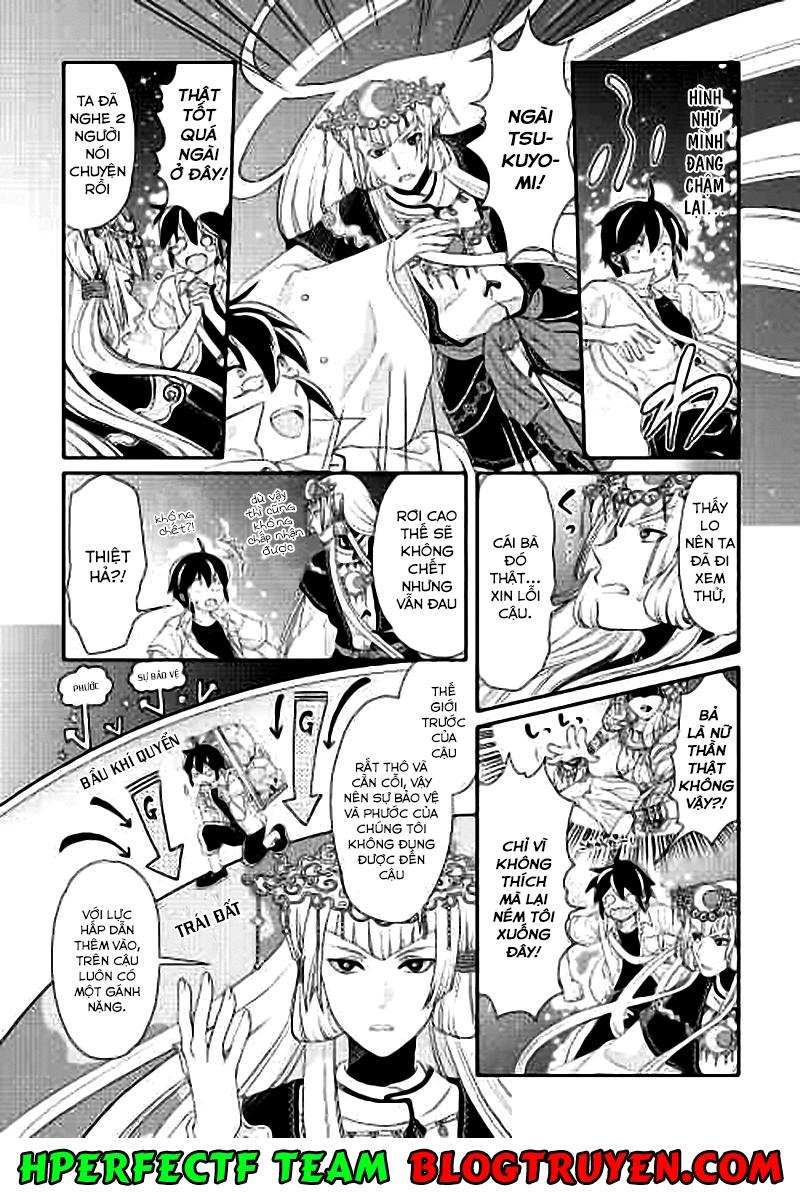 HÌNH
NHƯ
MÌNH
ĐANG
CHẬM
LẠI...
NGÀI
TSU-
KUYO-
MI!
THẬT
TỐT
QUÁ
NGÀI
Ở ĐÂY!
TA ĐÃ
NGHE 2
NGƯỜI
NÓI
CHUYỆN
RỒI
THẤY
LO
NÊN TA
ĐÃ ĐI
XEM
THỬ,
CÁI BÀ
ĐÓ
THẬT...
XIN LỖI
CẬU.
RƠI CAO
THẾ SẼ
KHÔNG
CHẾT
NHƯNG
VẪN ĐAU
dù vậy
thì cũng
không
chấp nhận
được
không
chết?!
THIỆT
HẢ?!
BẢ
LÀ NỮ
THẦN THẬT
KHÔNG
VẬY?!
CHỈ VÌ
KHÔNG
THÍCH
MÀ LẠI
NÉM TÔI
XUỐNG
ĐÂY!
THẾ
GIỚI
TRƯỚC
CỦA
CẬU
RẤT THÔ VÀ
CẰN CỖI, VẬY
NÊN SỰ BẢO VỆ
VÀ PHƯỚC CỦA
CHÚNG TÔI
KHÔNG ĐỤNG
ĐƯỢC ĐẾN
CẬU
PHƯỚC
SỰ BẢO VỆ
BẦU KHÍ QUYỂN
G
G
TRÁI ĐẤT
VỚI LỰC
HẤP DẪN
THÊM VÀO,
TRÊN CẬU
LUÔN CÓ
MỘT GÁNH
NẶNG.
HPERFECTF TEAM BLOGTRUYEN.COM